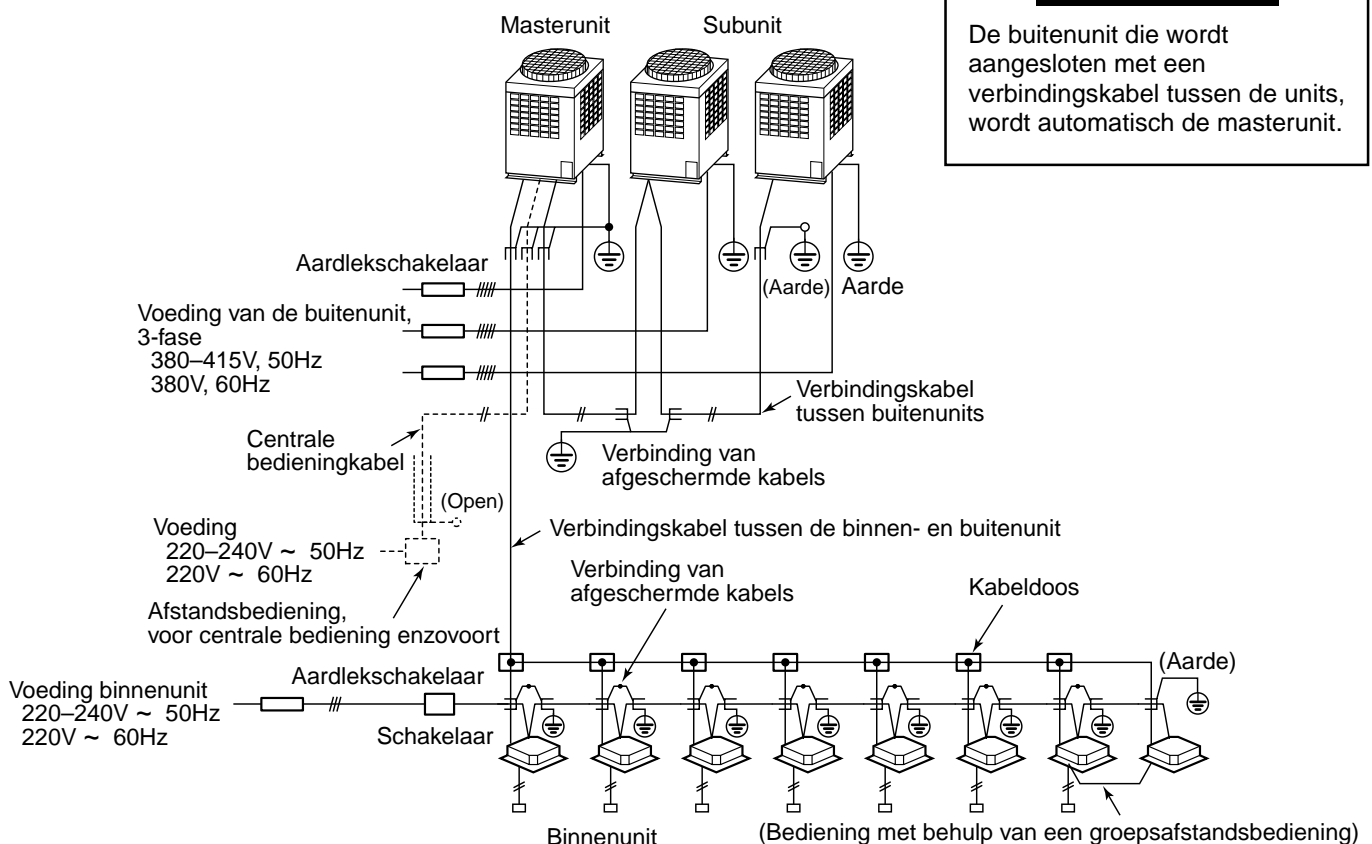 Masterunit
Subunit
De buitenunit die wordt
aangesloten met een
verbindingskabel tussen de units,
wordt automatisch de masterunit.
Aardlekschakelaar
(Aarde)
Aarde
Voeding van de buitenunit,
3-fase
380–415V, 50Hz
380V, 60Hz
Verbindingskabel
tussen buitenunits
Centrale
bedieningkabel
Verbinding van
afgeschermde kabels
(Open)
Voeding
220–240V ~ 50Hz
220V ~ 60Hz
Verbindingskabel tussen de binnen- en buitenunit
Verbinding van
afgeschermde kabels
Kabeldoos
Afstandsbediening,
voor centrale bediening enzovoort
(Aarde)
Aardlekschakelaar
Voeding binnenunit
220–240V ~ 50Hz
220V ~ 60Hz
Schakelaar
Binnenunit
(Bediening met behulp van een groepsafstandsbediening)